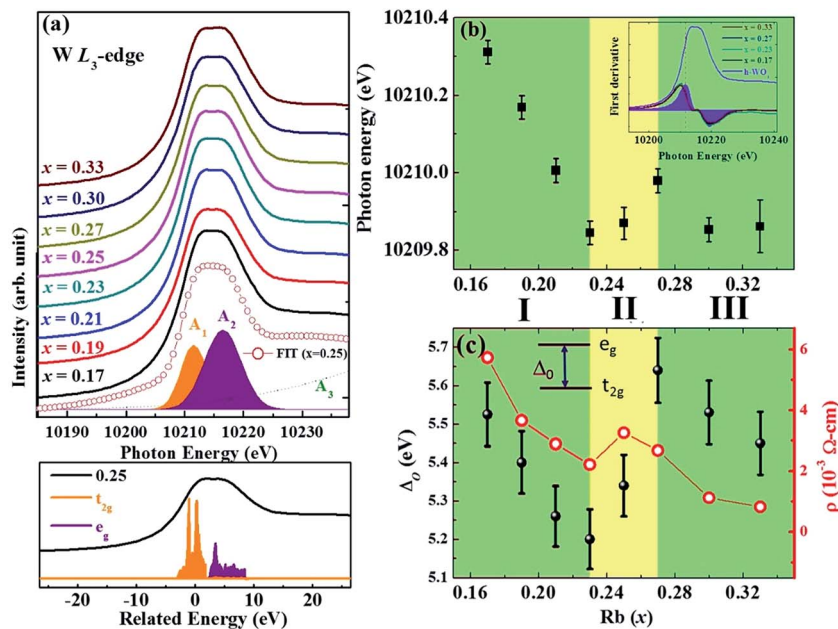 (a)
W L₃-edge
x = 0.33
x = 0.30
x = 0.27
x = 0.25
x = 0.23
x = 0.21
x = 0.19
x = 0.17
A₁
A₂
FIT (x=0.25)
A₃
Intensity (arb. unit)
10190 10200 10210 10220 10230
Photon Energy (eV)
0.25
t₂g
e_g
-20 -10 0 10 20
Related Energy (eV)
(b)
10210.4
10210.2
10210.0
10209.8
Photon energy (eV)
0.16 0.20 0.24 0.28 0.32
First derivative
x = 0.33
x = 0.27
x = 0.23
x = 0.17
h-WO₃
10200 10220 10240
Photon Energy (eV)
I II III
(c)
5.7
5.6
5.5
5.4
5.3
5.2
5.1
Δ_O (eV)
e_g
Δ₀
t₂g
6
4
2
0
ρ (10⁻³ Ω-cm)
0.16 0.20 0.24 0.28 0.32
Rb (x)